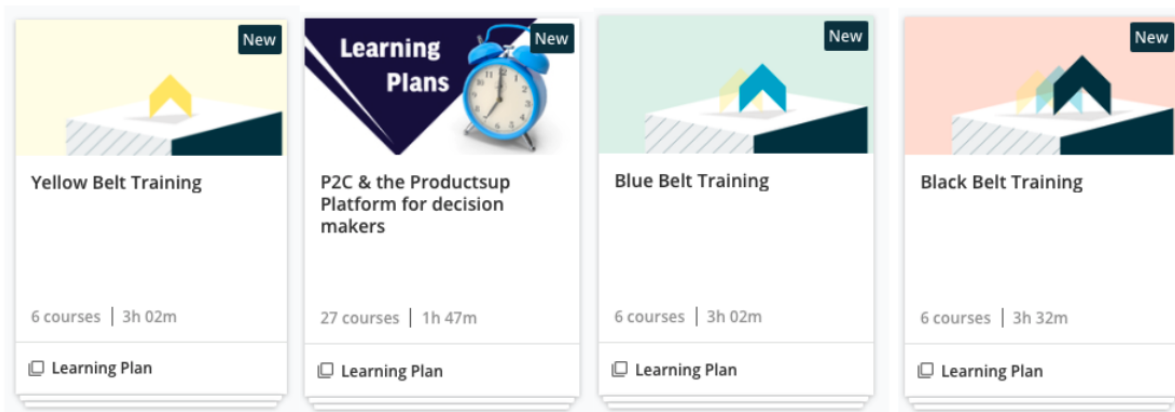 New
Yellow Belt Training
6 courses | 3h 02m
Learning Plan
Learning
Plans
New
P2C & the Productsup
Platform for decision
makers
27 courses | 1h 47m
Learning Plan
New
Blue Belt Training
6 courses | 3h 02m
Learning Plan
New
Black Belt Training
6 courses | 3h 32m
Learning Plan